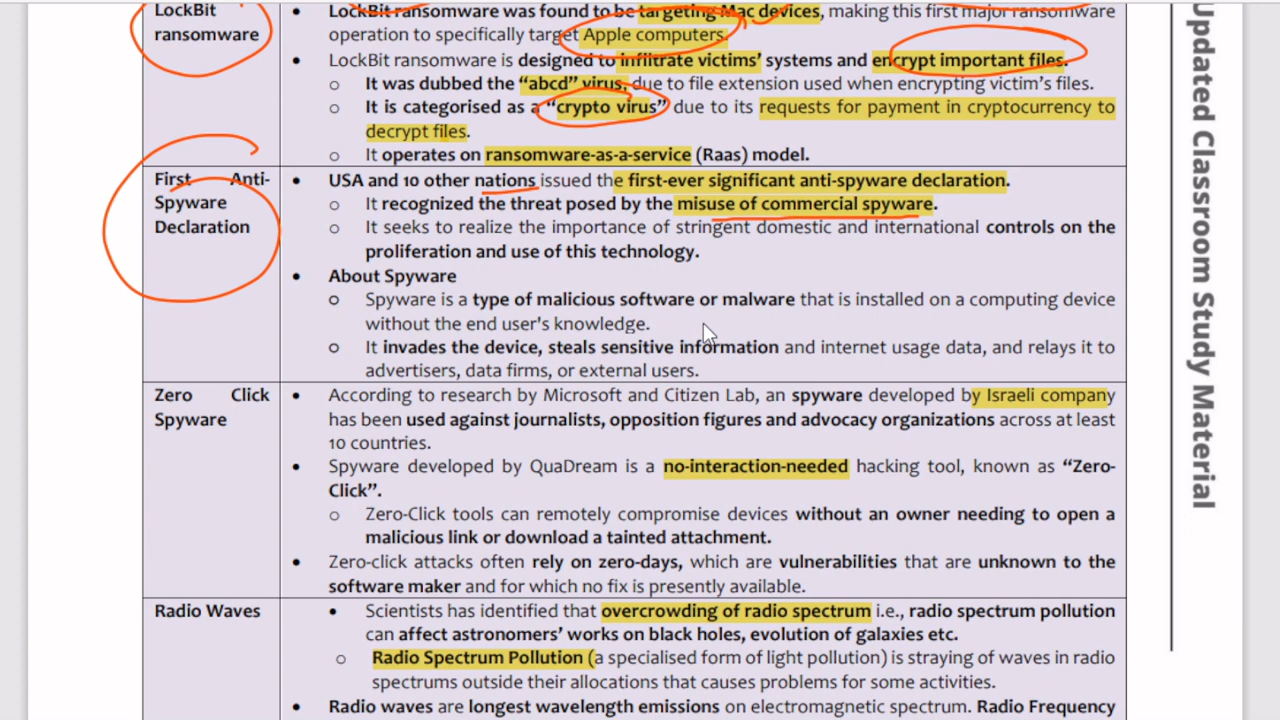 LockBit
ransomware
• LockBit ransomware was found to be targeting Mac devices, making this first major ransomware
operation to specifically target Apple computers.
• LockBit ransomware is designed to infiltrate victims’ systems and encrypt important files.
o It was dubbed the “abcd” virus, due to file extension used when encrypting victim’s files.
o It is categorised as a “crypto virus” due to its requests for payment in cryptocurrency to
decrypt files.
o It operates on ransomware-as-a-service (Raas) model.
First Anti-
Spyware
Declaration
• USA and 10 other nations issued the first-ever significant anti-spyware declaration.
o It recognized the threat posed by the misuse of commercial spyware.
o It seeks to realize the importance of stringent domestic and international controls on the
proliferation and use of this technology.
• About Spyware
o Spyware is a type of malicious software or malware that is installed on a computing device
without the end user's knowledge.
o It invades the device, steals sensitive information and internet usage data, and relays it to
advertisers, data firms, or external users.
Zero Click
Spyware
• According to research by Microsoft and Citizen Lab, an spyware developed by Israeli company
has been used against journalists, opposition figures and advocacy organizations across at least
10 countries.
• Spyware developed by QuaDream is a no-interaction-needed hacking tool, known as “Zero-
Click”.
o Zero-Click tools can remotely compromise devices without an owner needing to open a
malicious link or download a tainted attachment.
• Zero-click attacks often rely on zero-days, which are vulnerabilities that are unknown to the
software maker and for which no fix is presently available.
Radio Waves
• Scientists has identified that overcrowding of radio spectrum i.e., radio spectrum pollution
can affect astronomers’ works on black holes, evolution of galaxies etc.
o Radio Spectrum Pollution (a specialised form of light pollution) is straying of waves in radio
spectrums outside their allocations that causes problems for some activities.
• Radio waves are longest wavelength emissions on electromagnetic spectrum. Radio Frequency
Updated Classroom Study Material